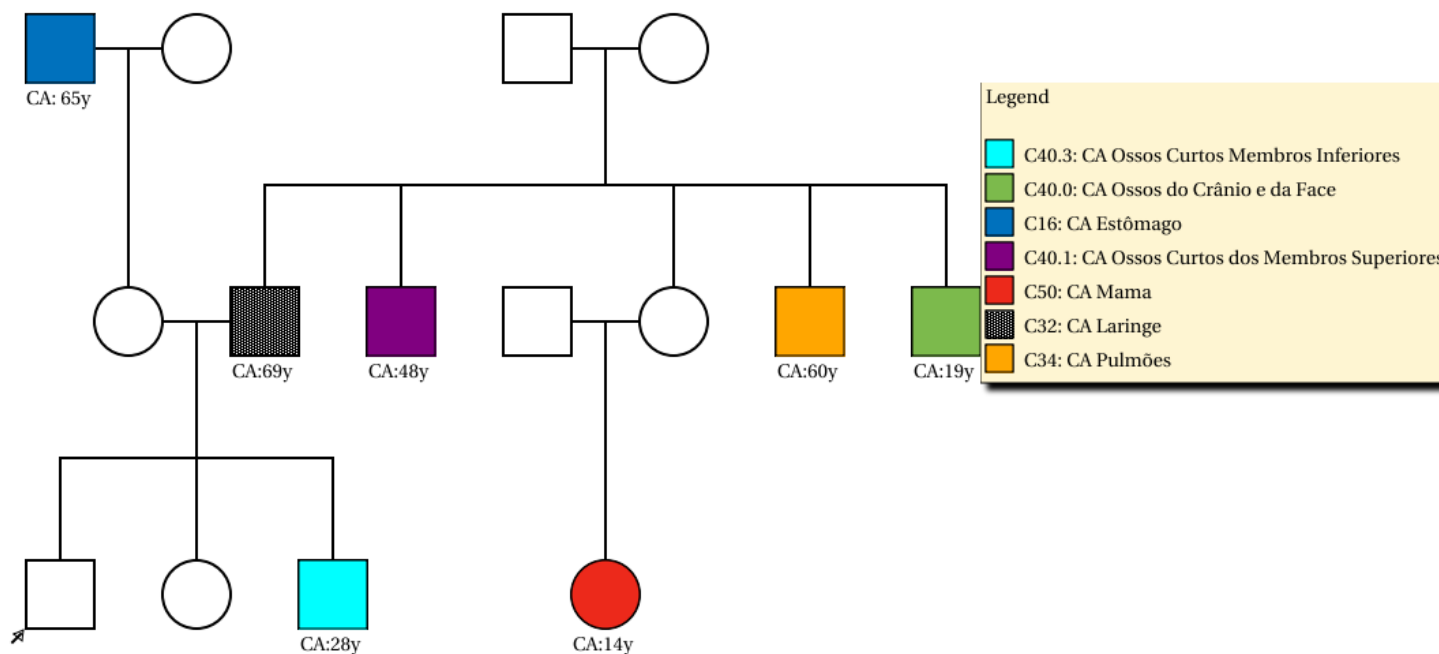 CA: 65y
Legend
C40.3: CA Ossos Curtos Membros Inferiores
C40.0: CA Ossos do Crânio e da Face
C16: CA Estômago
C40.1: CA Ossos Curtos dos Membros Superiores
C50: CA Mama
C32: CA Laringe
C34: CA Pulmões
CA:69y
CA:48y
CA:60y
CA:19y
CA:28y
CA:14y